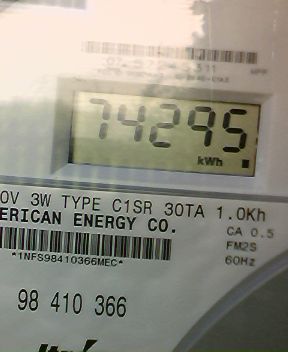 74295
kWh
0V 3W TYPE C1SR 30TA 1.0Kh
ERICAN ENERGY CO.
CA 0.5
FM2S
*1NFS98410366MEC*
60Hz
98 410 366